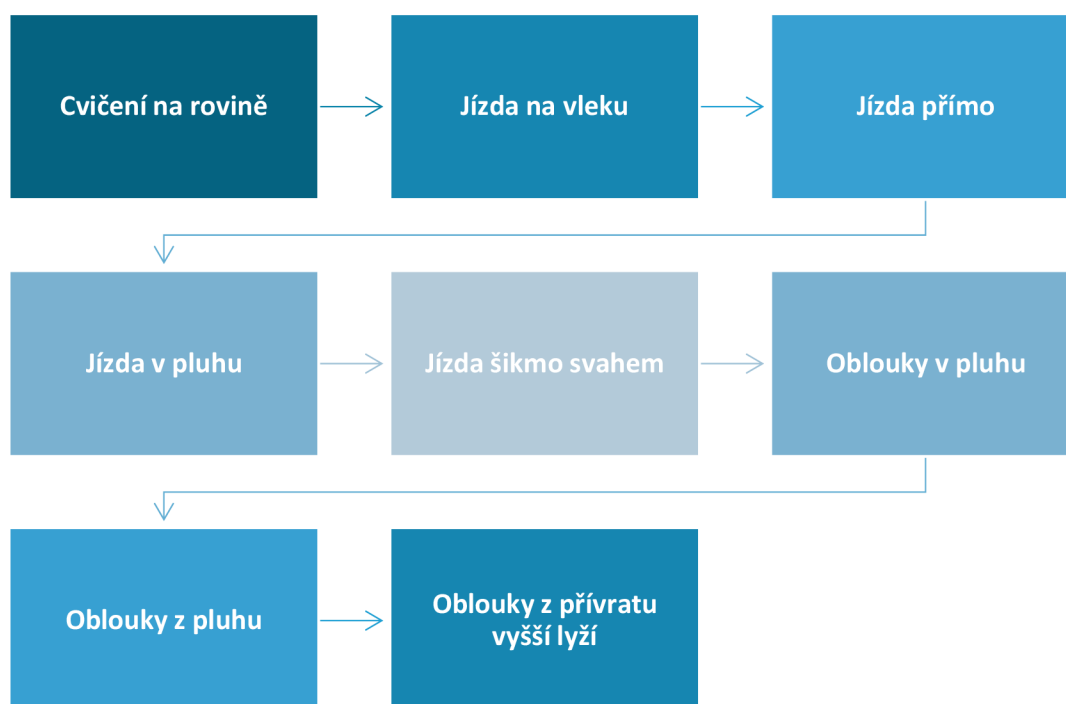 Cvičení na rovině
Jízda na vleku
Jízda přímo
Jízda v pluhu
Jízda šikmo svahem
Oblouky v pluhu
Oblouky z pluhu
Oblouky z přívratu
vyšší lyží